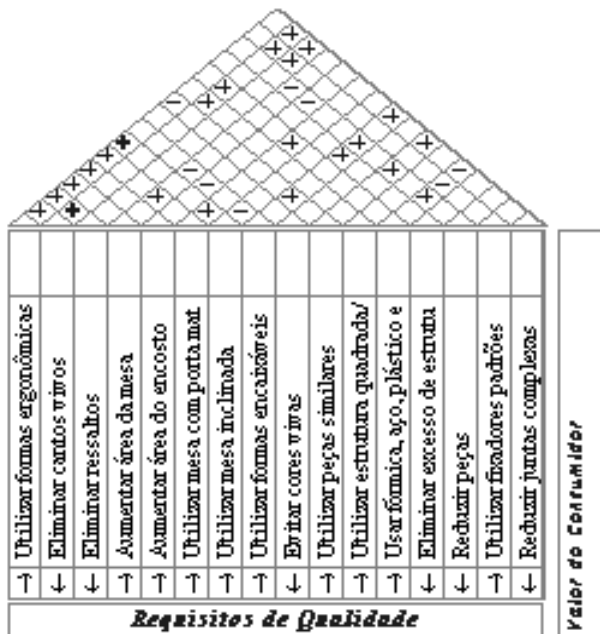 Utilizar formas ergonômicas
Eliminar cantos vivos
Eliminar ressaltos
Aumentar área da mesa
Aumentar área do encosto
Utilizar mesa com porta mat
Utilizar mesa inclinada
Utilizar formas encaixáveis
Evitar cores vivas
Utilizar peças similares
Utilizar estrutura quadrada/
Usar fórmica, aço, plástico e
Eliminar excesso de estrutu
Reduzir peças
Utilizar fixadores padrões
Reduzir juntas complexas
Requisitos de Qualidade
Valor do Consumidor